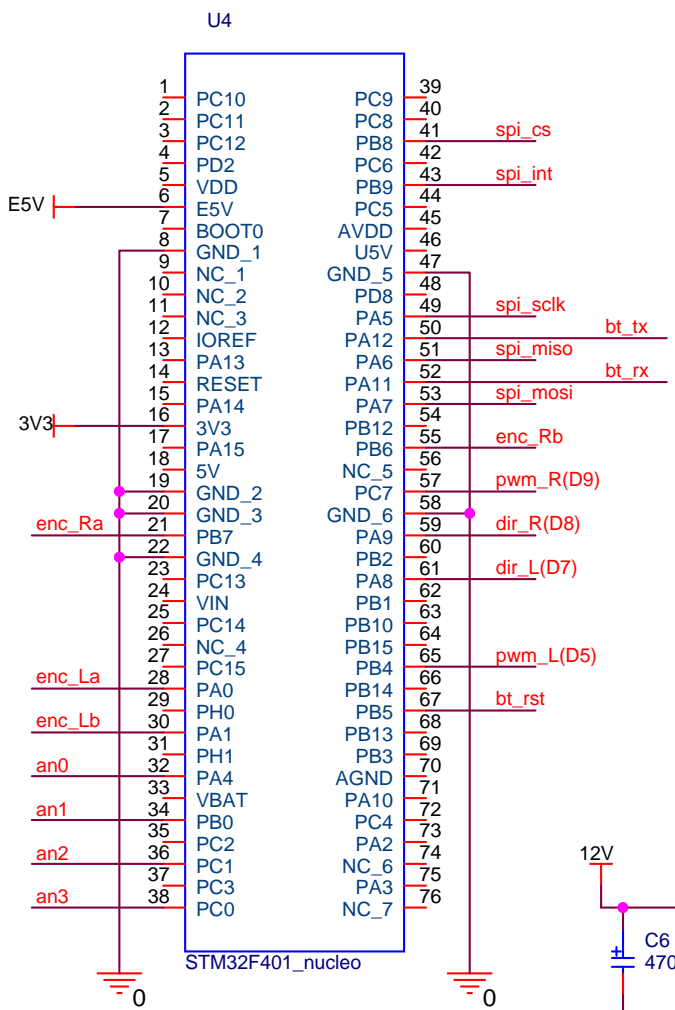 U4
1 PC10 PC9 39
2 PC11 PC8 40
3 PC12 PB8 41 spi_cs
4 PD2 PC6 42
5 VDD PB9 43 spi_int
E5V 6 E5V PC5 44
7 BOOT0 AVDD 45
8 GND_1 U5V 46
9 NC_1 GND_5 47
10 NC_2 PD8 48
11 NC_3 PA5 49 spi_sclk
12 IOREF PA12 50 bt_tx
13 PA13 PA6 51 spi_miso
14 RESET PA11 52 bt_rx
15 PA14 PA7 53 spi_mosi
3V3 16 3V3 PB12 54
17 PA15 PB6 55 enc_Rb
18 5V NC_5 56
19 GND_2 PC7 57 pwm_R(D9)
20 GND_3 GND_6 58
enc_Ra 21 PB7 PA9 59 dir_R(D8)
22 GND_4 PB2 60
23 PC13 PA8 61 dir_L(D7)
24 VIN PB1 62
25 PC14 PB10 63
26 NC_4 PB15 64
27 PC15 PB4 65 pwm_L(D5)
enc_La 28 PA0 PB14 66
29 PH0 PB5 67 bt_rst
enc_Lb 30 PA1 PB13 68
31 PH1 PB3 69
an0 32 PA4 AGND 70
33 VBAT PA10 71
an1 34 PB0 PC4 72
35 PC2 PA2 73
an2 36 PC1 NC_6 74
37 PC3 PA3 75
an3 38 PC0 NC_7 76
12V
C6
470
STM32F401_nucleo
0 0